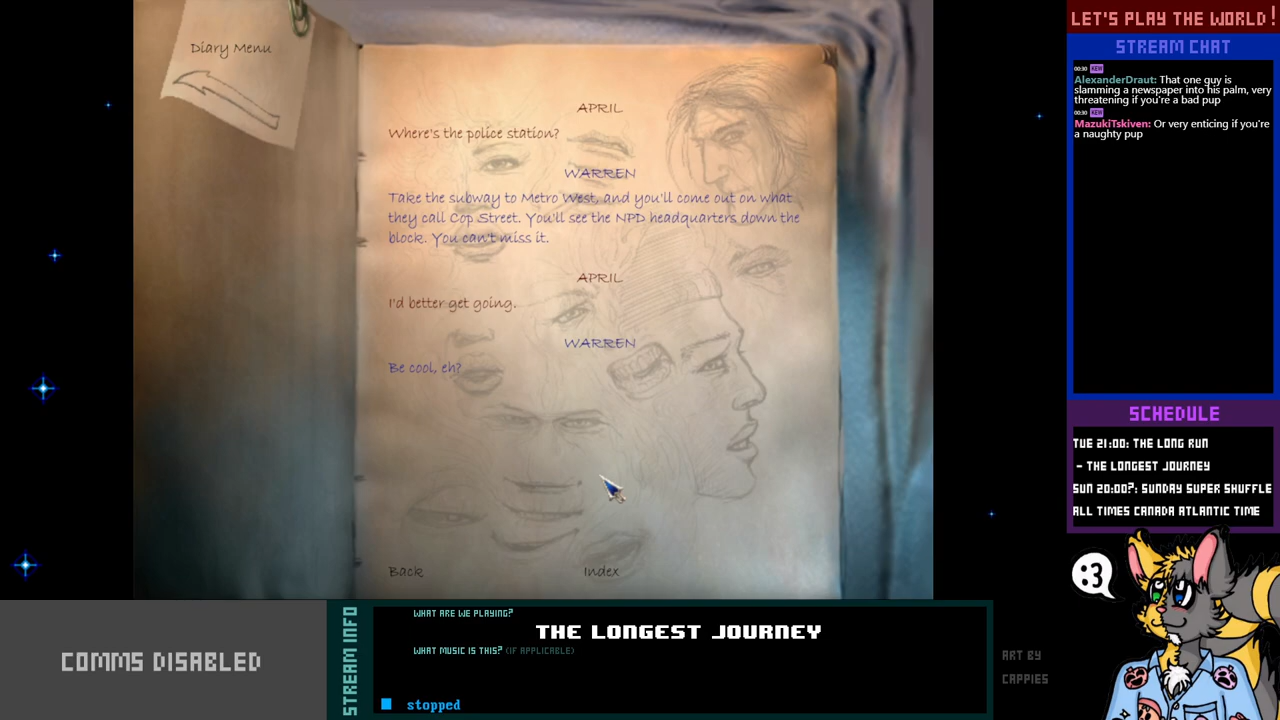 Diary Menu
APRIL
Where's the police station?
WARREN
Take the subway to Metro West, and you'll come out on what
they call Cop Street. You'll see the NPD headquarters down the
block. You can't miss it.
APRIL
I'd better get going.
WARREN
Be cool, eh?
Back
Index
LET'S PLAY THE WORLD!
STREAM CHAT
00:30 NEW
AlexanderDraut: That one guy is
slamming a newspaper into his palm, very
threatening if you're a bad pup
00:30 NEW
MazukiTskiven: Or very enticing if you're
a naughty pup
SCHEDULE
TUE 21:00: THE LONG RUN
- THE LONGEST JOURNEY
SUN 20:00?: SUNDAY SUPER SHUFFLE
ALL TIMES CANADA ATLANTIC TIME
:3
COMMS DISABLED
STREAM INFO
WHAT ARE WE PLAYING?
THE LONGEST JOURNEY
WHAT MUSIC IS THIS? (IF APPLICABLE)
stopped
ART BY
CAPPIES